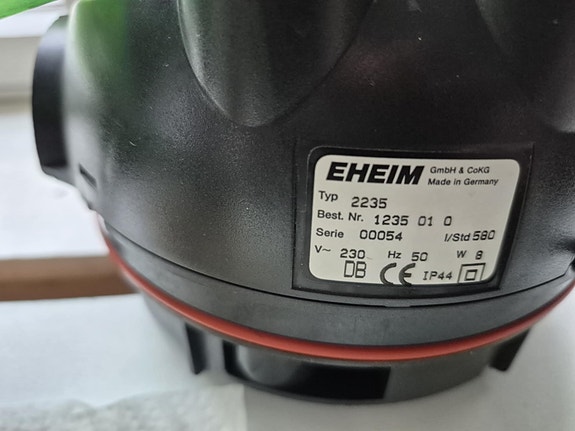 EHEIM GmbH & CoKG
Made in Germany
Typ 2235
Best. Nr. 1235 01 0
Serie 00054 l/Std 580
V~ 230 Hz 50 W 8
DB CE IP44